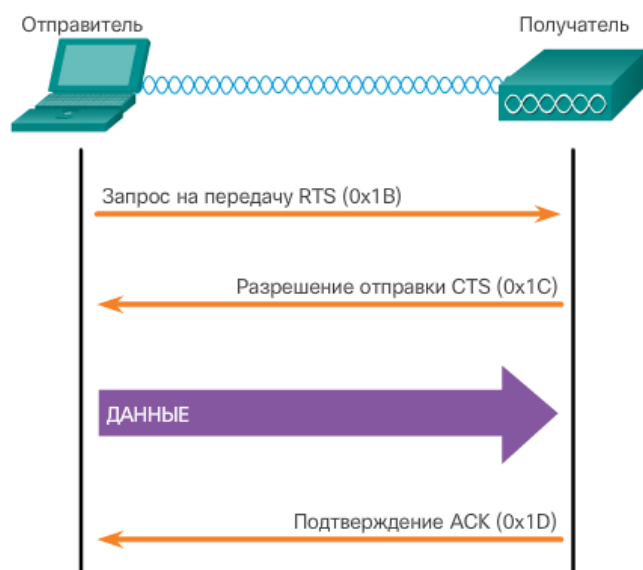 Отправитель
Получатель
Запрос на передачу RTS (0x1B)
Разрешение отправки CTS (0x1C)
ДАННЫЕ
Подтверждение ACK (0x1D)